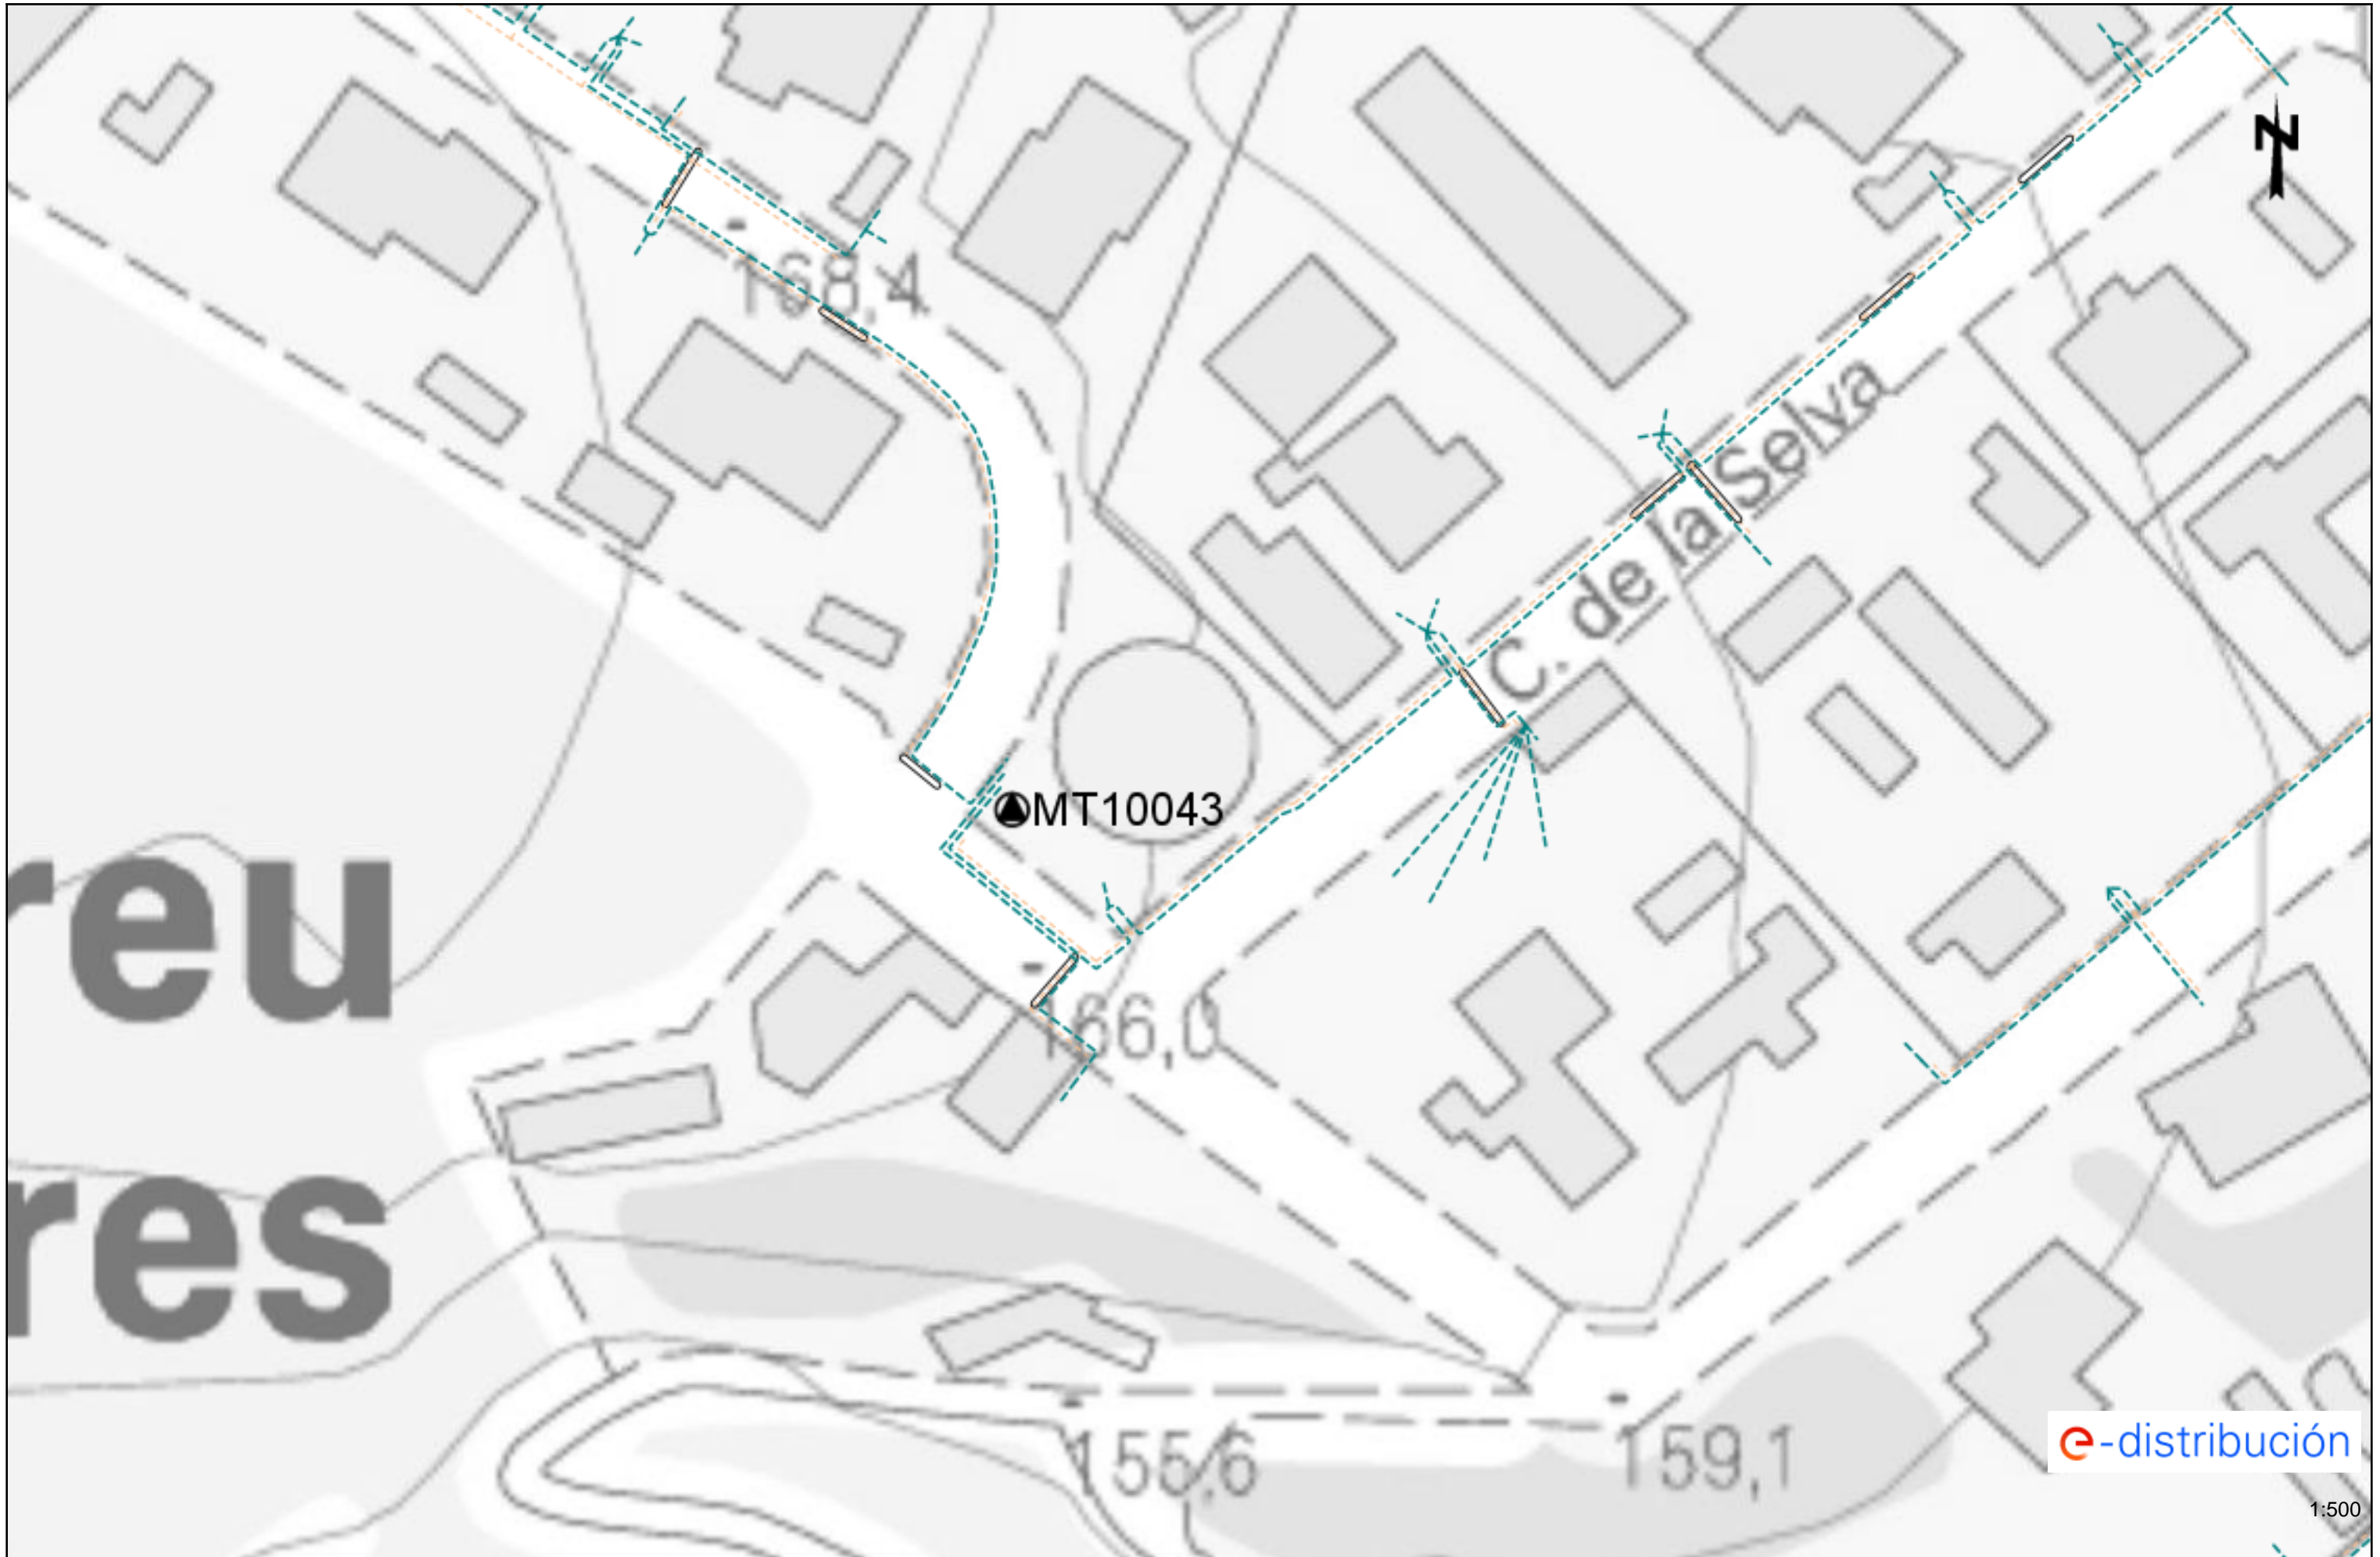 N
168,4
C. de la Selva
MT10043
reu
166,0
res
155,6
159,1
e-distribución
1:500